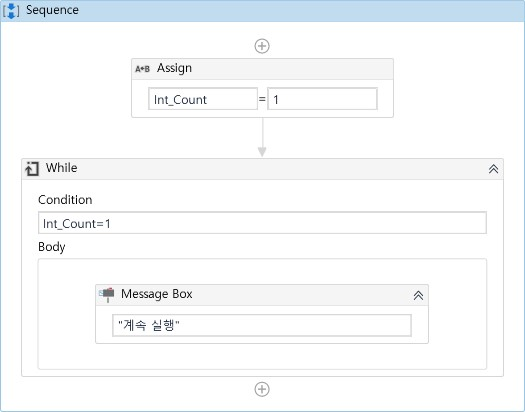 Sequence
A+B Assign
Int_Count = 1
While
Condition
Int_Count=1
Body
Message Box
"계속 실행"